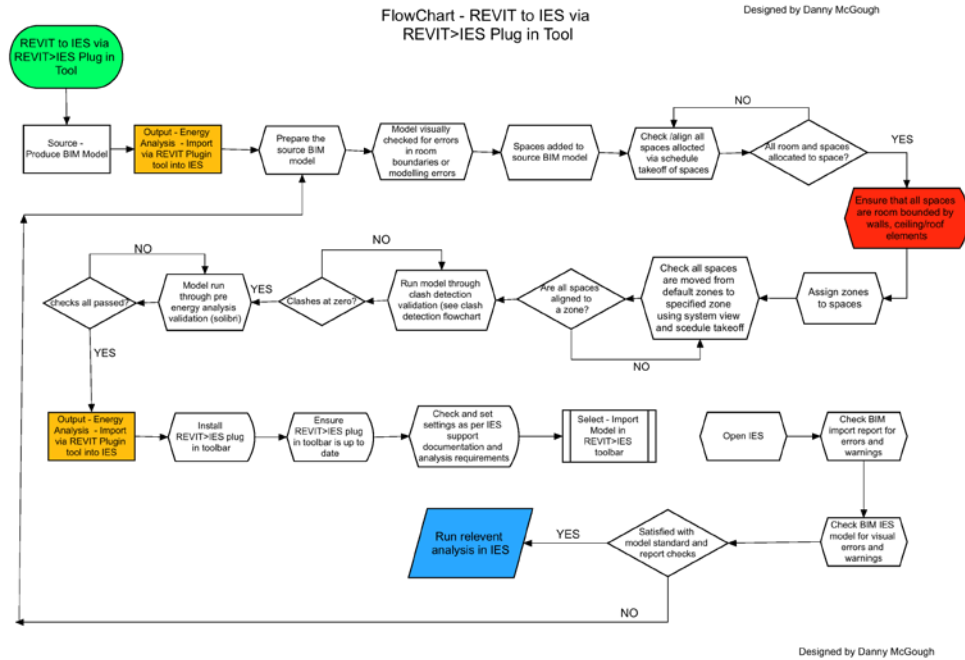 FlowChart - REVIT to IES via
REVIT>IES Plug in Tool
Designed by Danny McGough
REVIT to IES via
REVIT>IES Plug in
Tool
Source -
Produce BIM Model
Output - Energy
Analysis - Import
via REVIT Plugin
tool into IES
Prepare the
source BIM
model
Model visually
checked for errors
in room
boundaries or
modelling errors
Spaces added to
source BIM model
Check /align all
spaces allocted
via schedule
takeoff of spaces
NO
All room and spaces
allocated to space?
YES
Ensure that all spaces
are room bounded by
walls, ceiling/roof
elements
NO
checks all passed?
Model run
through pre
energy analysis
validation (solibri)
YES
NO
Clashes at zero?
Run model through
clash detection
validation (see clash
detection flowchart
Are all spaces
aligned to
a zone?
NO
Check all spaces
are moved from
default zones to
specified zone
using system view
and scedule takeoff
Assign zones
to spaces
YES
Output - Energy
Analysis - Import
via REVIT Plugin
tool into IES
Install
REVIT>IES plug
in toolbar
Ensure
REVIT>IES plug
in toolbar is up to
date
Check and set
settings as per IES
support
documentation and
analysis requirements
Select - Import
Model in
REVIT>IES
toolbar
Open IES
Check BIM
import report for
errors and
warnings
Run relevent
analysis in IES
YES
Satisfied with
model standard and
report checks
Check BIM IES
model for visual
errors and
warnings
NO
Designed by Danny McGough